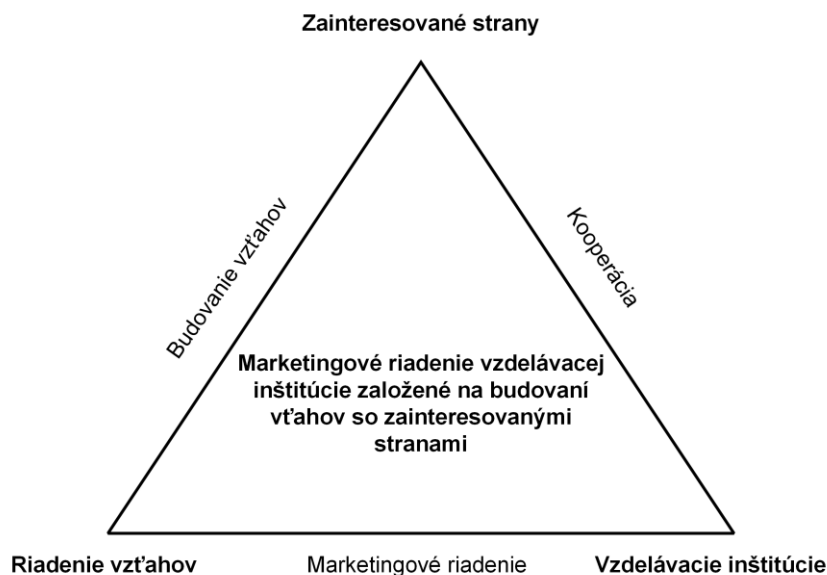 Zainteresované strany
Budovanie vzťahov
Kooperácia
Marketingové riadenie vzdelávacej
inštitúcie založené na budovaní
vťahov so zainteresovanými
stranami
Riadenie vzťahov
Marketingové riadenie
Vzdelávacie inštitúcie